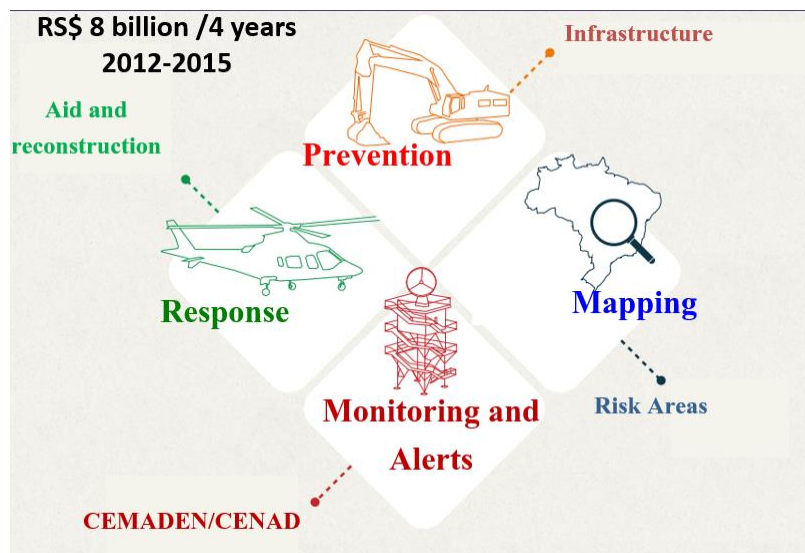 RS$ 8 billion /4 years
2012-2015
Infrastructure
Aid and
reconstruction
Prevention
Response
Mapping
Monitoring and
Alerts
Risk Areas
CEMADEN/CENAD